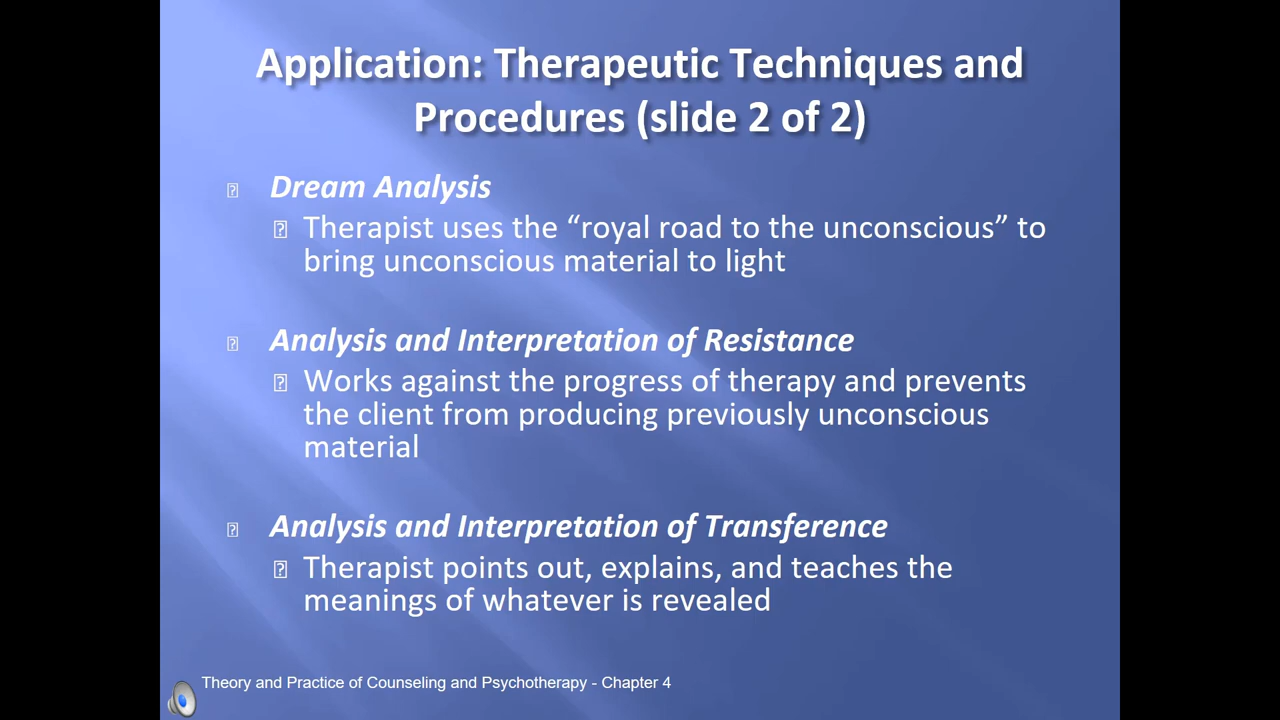 Application: Therapeutic Techniques and
Procedures (slide 2 of 2)
Dream Analysis
Therapist uses the “royal road to the unconscious” to
bring unconscious material to light
Analysis and Interpretation of Resistance
Works against the progress of therapy and prevents
the client from producing previously unconscious
material
Analysis and Interpretation of Transference
Therapist points out, explains, and teaches the
meanings of whatever is revealed
Theory and Practice of Counseling and Psychotherapy - Chapter 4